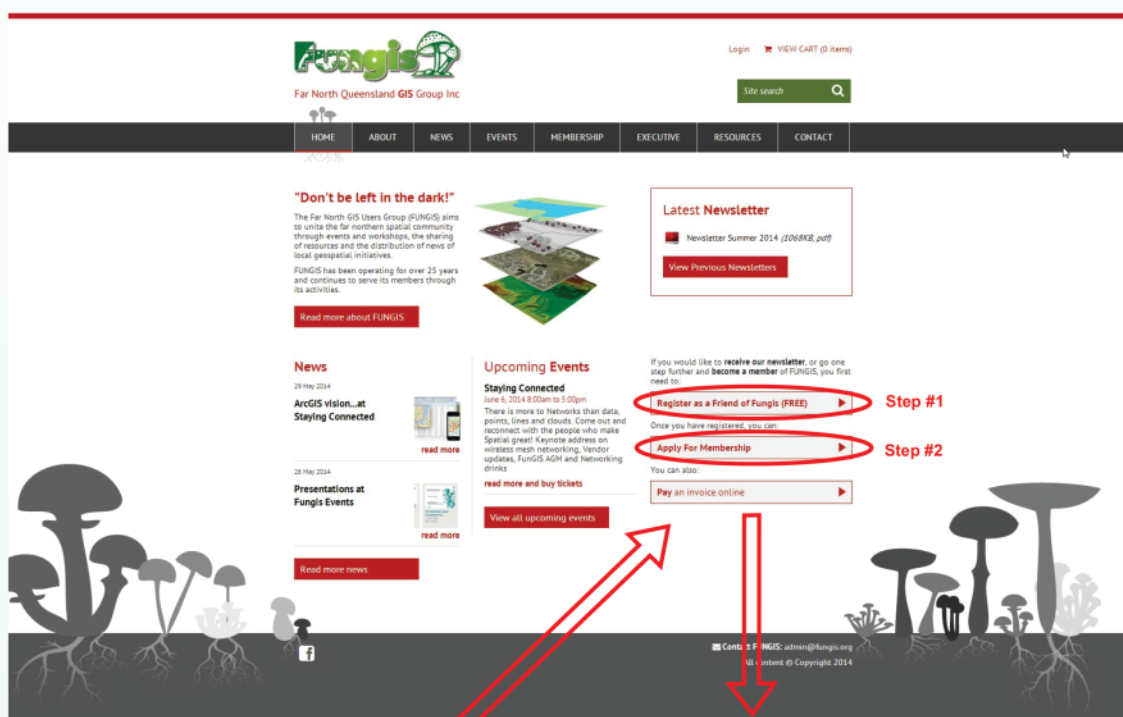 Fungis
Far North Queensland GIS Group Inc
Login
VIEW CART (0 items)
Site search
HOME
ABOUT
NEWS
EVENTS
MEMBERSHIP
EXECUTIVE
RESOURCES
CONTACT
"Don't be left in the dark!"
The Far North GIS Users Group (FUNGIS) aims
to unite the far northern spatial community
through events and workshops, the sharing
of resources and the distribution of news of
local geospatial initiatives.
FUNGIS has been operating for over 25 years
and continues to serve its members through
its activities.
Read more about FUNGIS
Latest Newsletter
Newsletter Summer 2014 (1068KB, pdf)
View Previous Newsletters
News
29 May 2014
ArcGIS vision...at
Staying Connected
read more
26 May 2014
Presentations at
Fungis Events
read more
Read more news
Upcoming Events
Staying Connected
June 6, 2014 8:00am to 5:00pm
There is more to Networks than data,
points, lines and clouds. Come out and
reconnect with the people who make
Spatial great! Keynote address on
wireless mesh networking, Vendor
updates, FunGIS AGM and Networking
drinks
read more and buy tickets
View all upcoming events
If you would like to receive our newsletter, or go one
step further and become a member of FUNGIS, you first
need to:
Register as a Friend of Fungis (FREE)
Step #1
Once you have registered, you can:
Apply For Membership
Step #2
You can also:
Pay an invoice online
Contact FUNGIS: admin@fungis.org
All content © Copyright 2014